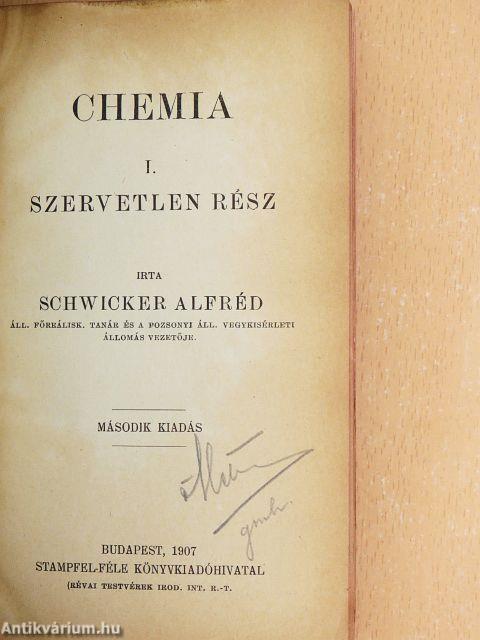 CHEMIA
I.
SZERVETLEN RÉSZ
IRTA
SCHWICKER ALFRÉD
ÁLL. FŐREÁLISK. TANÁR ÉS A POZSONYI ÁLL. VEGYKISÉRLETI
ÁLLOMÁS VEZETŐJE.
MÁSODIK KIADÁS
BUDAPEST, 1907
STAMPFEL-FÉLE KÖNYVKIADÓHIVATAL
(RÉVAI TESTVÉREK IROD. INT. R.-T.
Antikvárium.hu